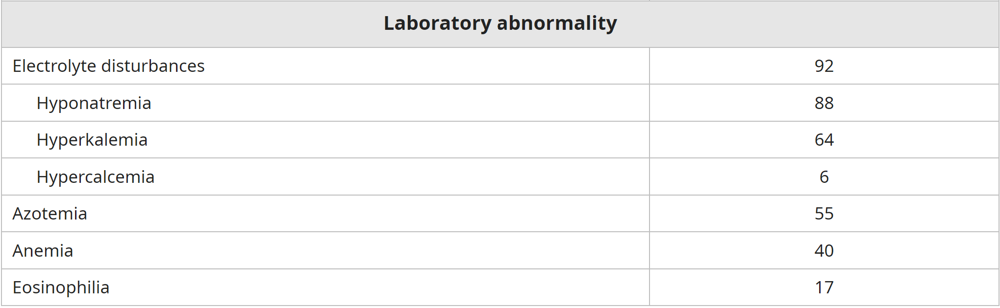 Laboratory abnormality
Electrolyte disturbances 92
Hyponatremia 88
Hyperkalemia 64
Hypercalcemia 6
Azotemia 55
Anemia 40
Eosinophilia 17